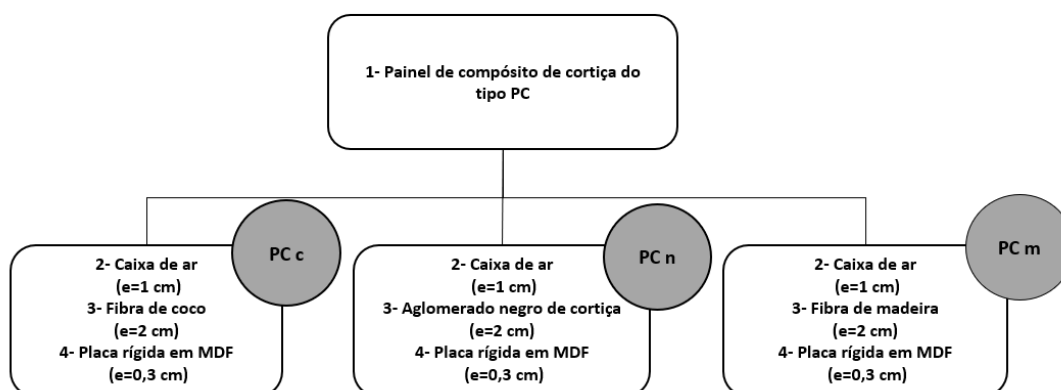 1- Painel de compósito de cortiça do
tipo PC
PC c
2- Caixa de ar
(e=1 cm)
3- Fibra de coco
(e=2 cm)
4- Placa rígida em MDF
(e=0,3 cm)
PC n
2- Caixa de ar
(e=1 cm)
3- Aglomerado negro de cortiça
(e=2 cm)
4- Placa rígida em MDF
(e=0,3 cm)
PC m
2- Caixa de ar
(e=1 cm)
3- Fibra de madeira
(e=2 cm)
4- Placa rígida em MDF
(e=0,3 cm)